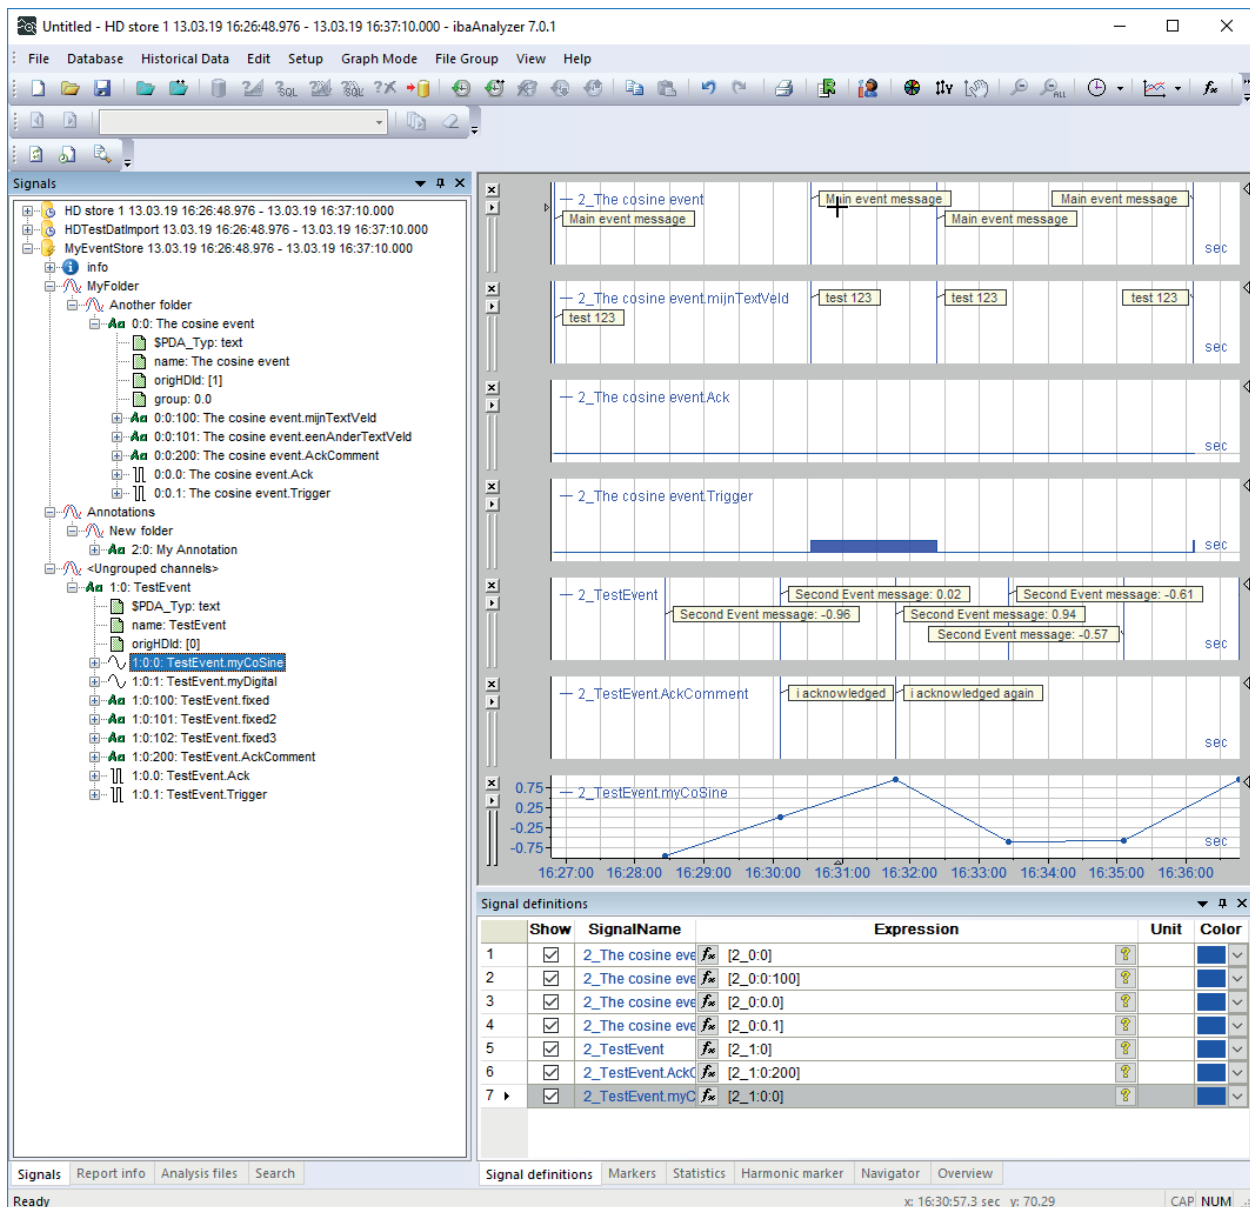 Untitled - HD store 1 13.03.19 16:26:48.976 - 13.03.19 16:37:10.000 - ibaAnalyzer 7.0.1
File Database Historical Data Edit Setup Graph Mode File Group View Help
Signals
HD store 1 13.03.19 16:26:48.976 - 13.03.19 16:37:10.000
HDTestDatImport 13.03.19 16:26:48.976 - 13.03.19 16:37:10.000
MyEventStore 13.03.19 16:26:48.976 - 13.03.19 16:37:10.000
info
MyFolder
Another folder
0:0: The cosine event
$PDA_Typ: text
name: The cosine event
origHDId: [1]
group: 0.0
0:0:100: The cosine event.mijnTextVeld
0:0:101: The cosine event.eenAnderTextVeld
0:0:200: The cosine event.AckComment
0:0.0: The cosine event.Ack
0:0.1: The cosine event.Trigger
Annotations
New folder
2:0: My Annotation
<Ungrouped channels>
1:0: TestEvent
$PDA_Typ: text
name: TestEvent
origHDId: [0]
1:0:0: TestEvent.myCoSine
1:0:1: TestEvent.myDigital
1:0:100: TestEvent.fixed
1:0:101: TestEvent.fixed2
1:0:102: TestEvent.fixed3
1:0:200: TestEvent.AckComment
1:0.0: TestEvent.Ack
1:0.1: TestEvent.Trigger
Signals Report info Analysis files Search
2_The cosine event Main event message Main event message
Main event message Main event message
sec
2_The cosine event.mijnTextVeld test 123 test 123 test 123
test 123
sec
2_The cosine event.Ack
sec
2_The cosine event.Trigger
sec
2_TestEvent Second Event message: 0.02 Second Event message: -0.61
Second Event message: -0.96 Second Event message: 0.94
Second Event message: -0.57
sec
2_TestEvent.AckComment i acknowledged i acknowledged again
sec
0.75 2_TestEvent.myCoSine
0.25
-0.25
-0.75 sec
16:27:00 16:28:00 16:29:00 16:30:00 16:31:00 16:32:00 16:33:00 16:34:00 16:35:00 16:36:00
Signal definitions
Show SignalName Expression Unit Color
1 2_The cosine eve fx [2_0:0] ?
2 2_The cosine eve fx [2_0:0:100] ?
3 2_The cosine eve fx [2_0:0.0] ?
4 2_The cosine eve fx [2_0:0.1] ?
5 2_TestEvent fx [2_1:0] ?
6 2_TestEvent.AckC fx [2_1:0:200] ?
7 2_TestEvent.myC fx [2_1:0:0] ?
Signal definitions Markers Statistics Harmonic marker Navigator Overview
Ready x: 16:30:57.3 sec y: 70.29 CAP NUM